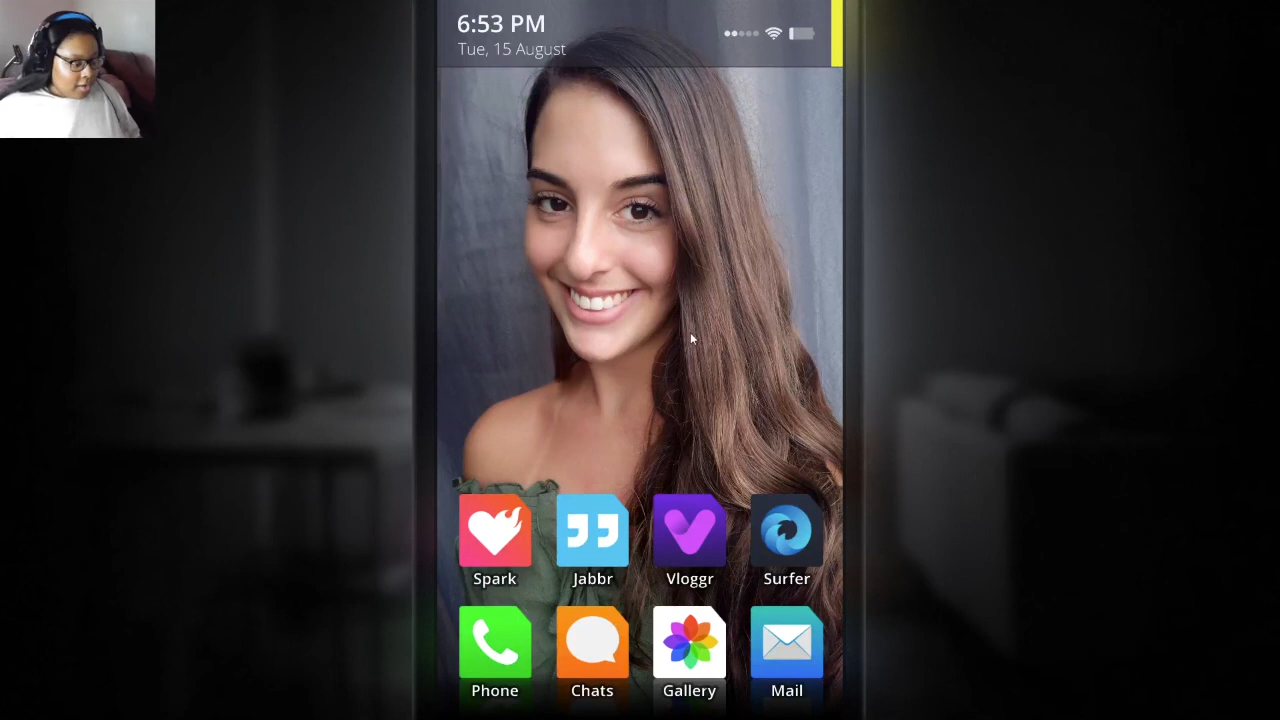 6:53 PM
Tue, 15 August
Spark
Jabbr
Vloggr
Surfer
Phone
Chats
Gallery
Mail